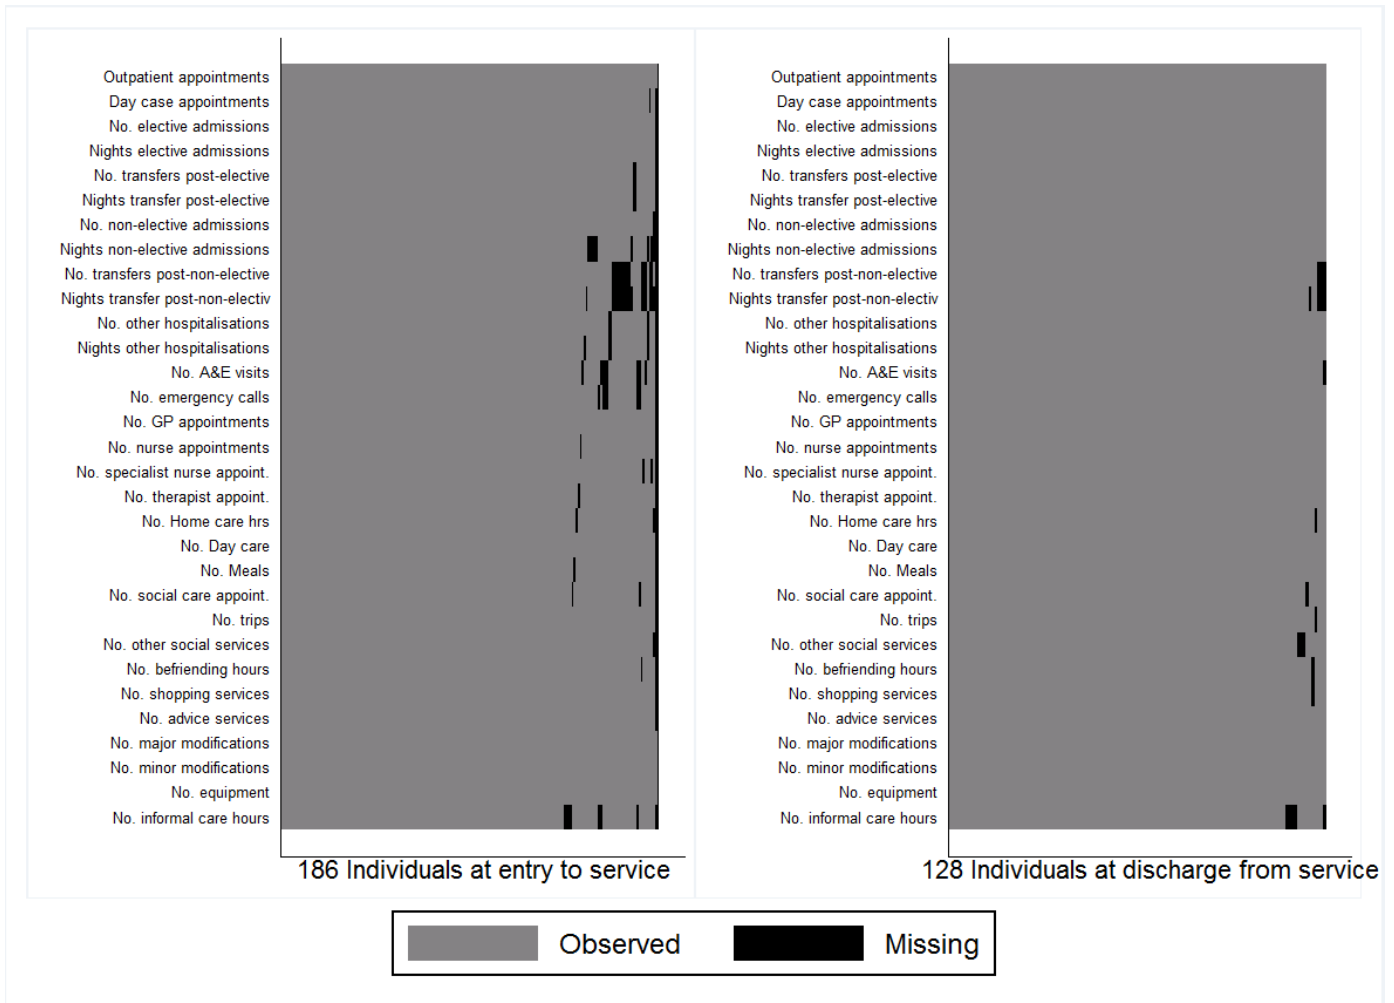 Outpatient appointments
Day case appointments
No. elective admissions
Nights elective admissions
No. transfers post-elective
Nights transfer post-elective
No. non-elective admissions
Nights non-elective admissions
No. transfers post-non-elective
Nights transfer post-non-electiv
No. other hospitalisations
Nights other hospitalisations
No. A&E visits
No. emergency calls
No. GP appointments
No. nurse appointments
No. specialist nurse appoint.
No. therapist appoint.
No. Home care hrs
No. Day care
No. Meals
No. social care appoint.
No. trips
No. other social services
No. befriending hours
No. shopping services
No. advice services
No. major modifications
No. minor modifications
No. equipment
No. informal care hours
186 Individuals at entry to service
Outpatient appointments
Day case appointments
No. elective admissions
Nights elective admissions
No. transfers post-elective
Nights transfer post-elective
No. non-elective admissions
Nights non-elective admissions
No. transfers post-non-elective
Nights transfer post-non-electiv
No. other hospitalisations
Nights other hospitalisations
No. A&E visits
No. emergency calls
No. GP appointments
No. nurse appointments
No. specialist nurse appoint.
No. therapist appoint.
No. Home care hrs
No. Day care
No. Meals
No. social care appoint.
No. trips
No. other social services
No. befriending hours
No. shopping services
No. advice services
No. major modifications
No. minor modifications
No. equipment
No. informal care hours
128 Individuals at discharge from service
Observed
Missing